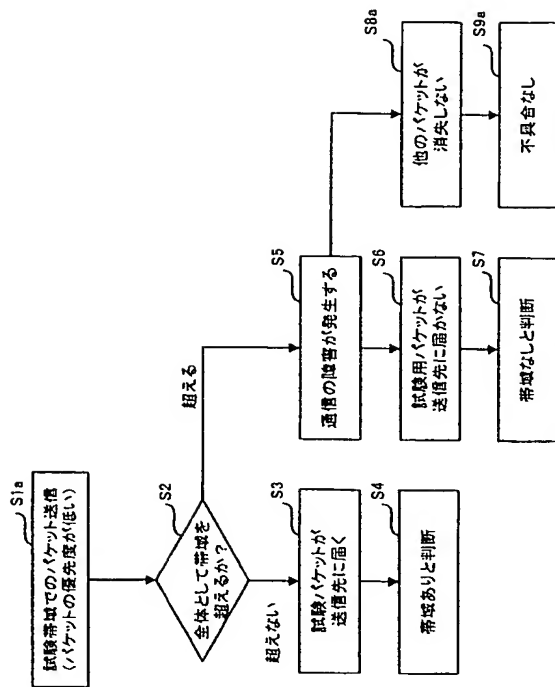 S1a
試験帯域でのパケット送信
(パケットの優先度が低い)
S2
全体として帯域を
超えるか?
超えない
超える
S3
試験パケットが
送信先に届く
S4
帯域ありと判断
S5
通信の障害が発生する
S6
試験用パケットが
送信先に届かない
S7
帯域なしと判断
S8a
他のパケットが
消失しない
S9a
不具合なし